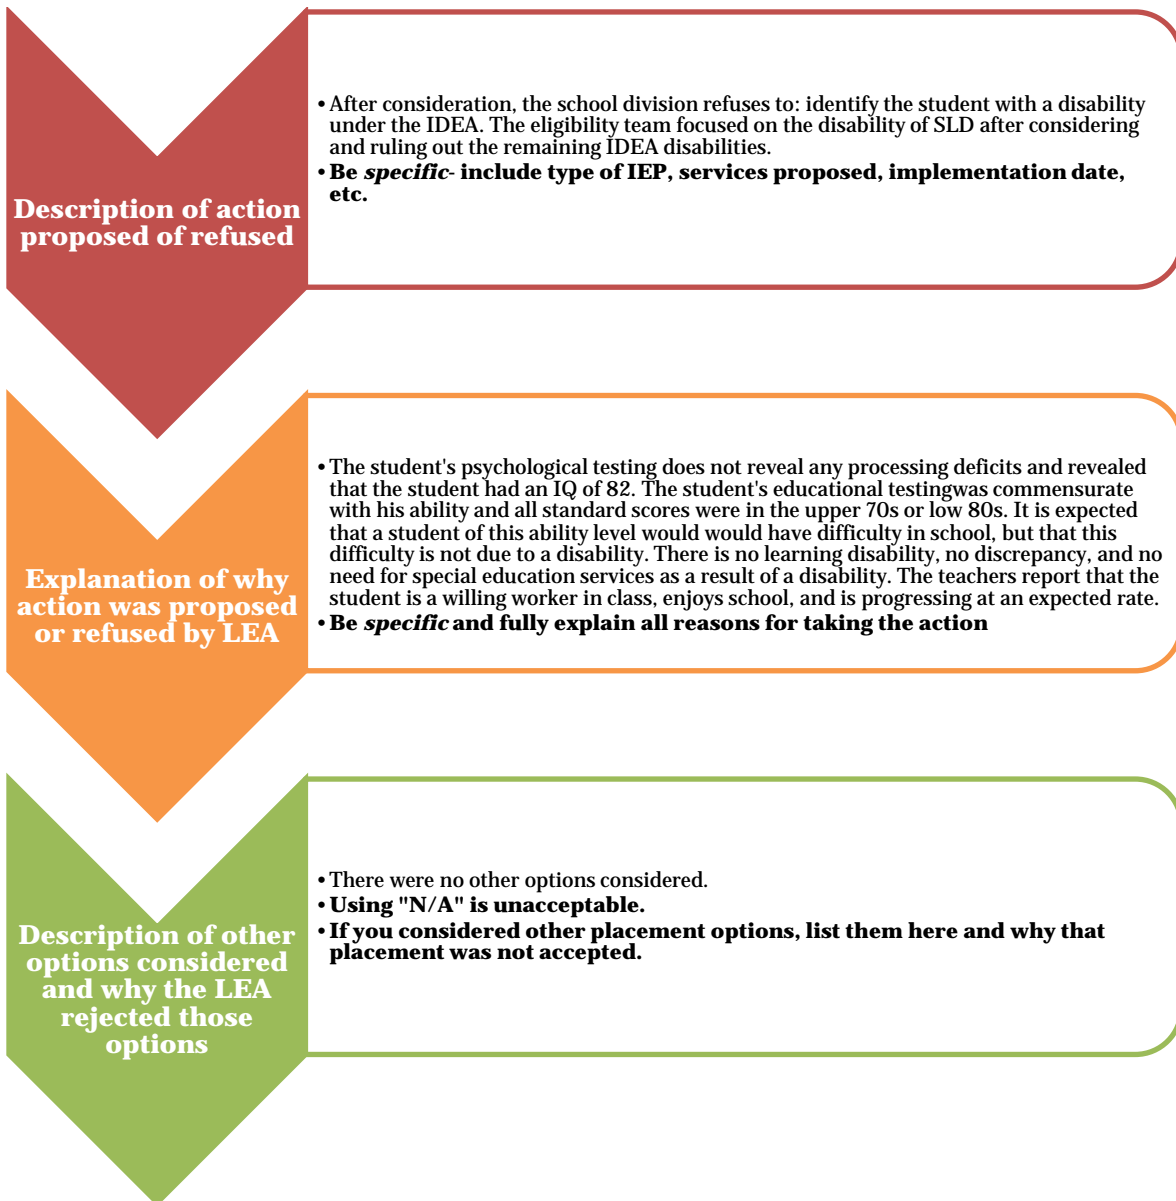 Description of action
proposed of refused
• After consideration, the school division refuses to: identify the student with a disability
under the IDEA. The eligibility team focused on the disability of SLD after considering
and ruling out the remaining IDEA disabilities.
• Be specific- include type of IEP, services proposed, implementation date,
etc.
Explanation of why
action was proposed
or refused by LEA
• The student's psychological testing does not reveal any processing deficits and revealed
that the student had an IQ of 82. The student's educational testingwas commensurate
with his ability and all standard scores were in the upper 70s or low 80s. It is expected
that a student of this ability level would would have difficulty in school, but that this
difficulty is not due to a disability. There is no learning disability, no discrepancy, and no
need for special education services as a result of a disability. The teachers report that the
student is a willing worker in class, enjoys school, and is progressing at an expected rate.
• Be specific and fully explain all reasons for taking the action
Description of other
options considered
and why the LEA
rejected those
options
• There were no other options considered.
• Using "N/A" is unacceptable.
• If you considered other placement options, list them here and why that
placement was not accepted.